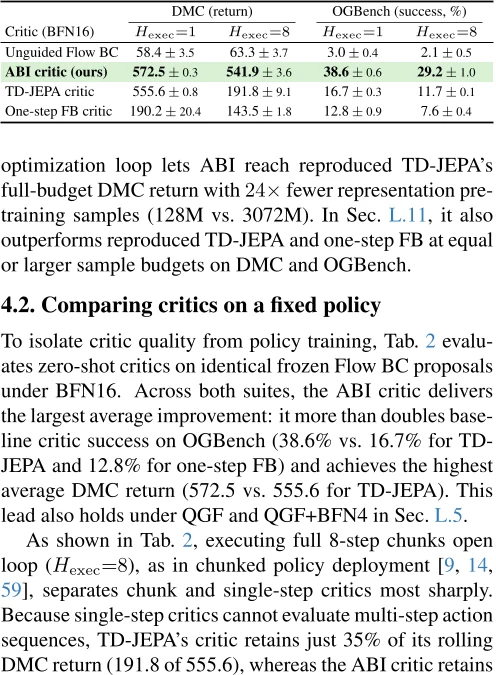 DMC (return) OGBench (success, %)
Critic (BFN16) H_exec=1 H_exec=8 H_exec=1 H_exec=8
Unguided Flow BC 58.4 ± 3.5 63.3 ± 3.7 3.0 ± 0.4 2.1 ± 0.5
ABI critic (ours) 572.5 ± 0.3 541.9 ± 3.6 38.6 ± 0.6 29.2 ± 1.0
TD-JEPA critic 555.6 ± 0.8 191.8 ± 9.1 16.7 ± 0.3 11.7 ± 0.1
One-step FB critic 190.2 ± 20.4 143.5 ± 1.8 12.8 ± 0.9 7.6 ± 0.4
optimization loop lets ABI reach reproduced TD-JEPA's
full-budget DMC return with 24× fewer representation pre-
training samples (128M vs. 3072M). In Sec. L.11, it also
outperforms reproduced TD-JEPA and one-step FB at equal
or larger sample budgets on DMC and OGBench.
4.2. Comparing critics on a fixed policy
To isolate critic quality from policy training, Tab. 2 evalu-
ates zero-shot critics on identical frozen Flow BC proposals
under BFN16. Across both suites, the ABI critic delivers
the largest average improvement: it more than doubles base-
line critic success on OGBench (38.6% vs. 16.7% for TD-
JEPA and 12.8% for one-step FB) and achieves the highest
average DMC return (572.5 vs. 555.6 for TD-JEPA). This
lead also holds under QGF and QGF+BFN4 in Sec. L.5.
As shown in Tab. 2, executing full 8-step chunks open
loop (H_exec=8), as in chunked policy deployment [9, 14,
59], separates chunk and single-step critics most sharply.
Because single-step critics cannot evaluate multi-step action
sequences, TD-JEPA's critic retains just 35% of its rolling
DMC return (191.8 of 555.6), whereas the ABI critic retains